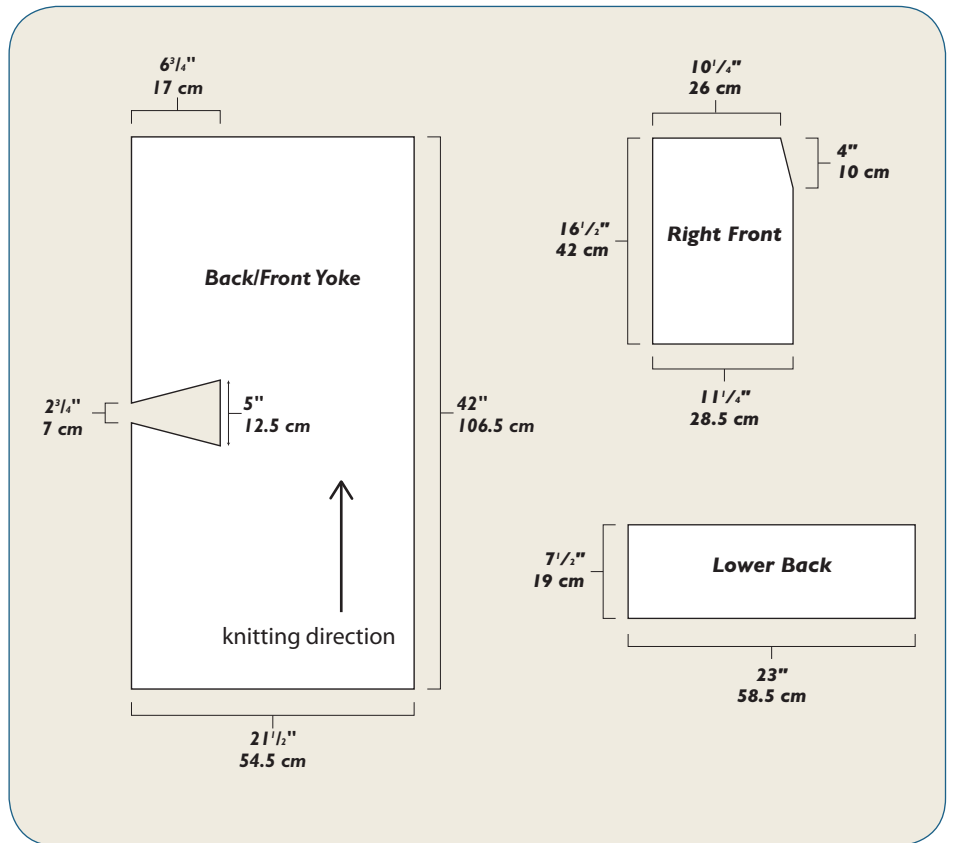 6³/₄"
17 cm
Back/Front Yoke
2³/₄"
7 cm
5"
12.5 cm
42"
106.5 cm
knitting direction
21¹/₂"
54.5 cm
10¹/₄"
26 cm
4"
10 cm
16¹/₂"
42 cm
Right Front
11¹/₄"
28.5 cm
7¹/₂"
19 cm
Lower Back
23"
58.5 cm